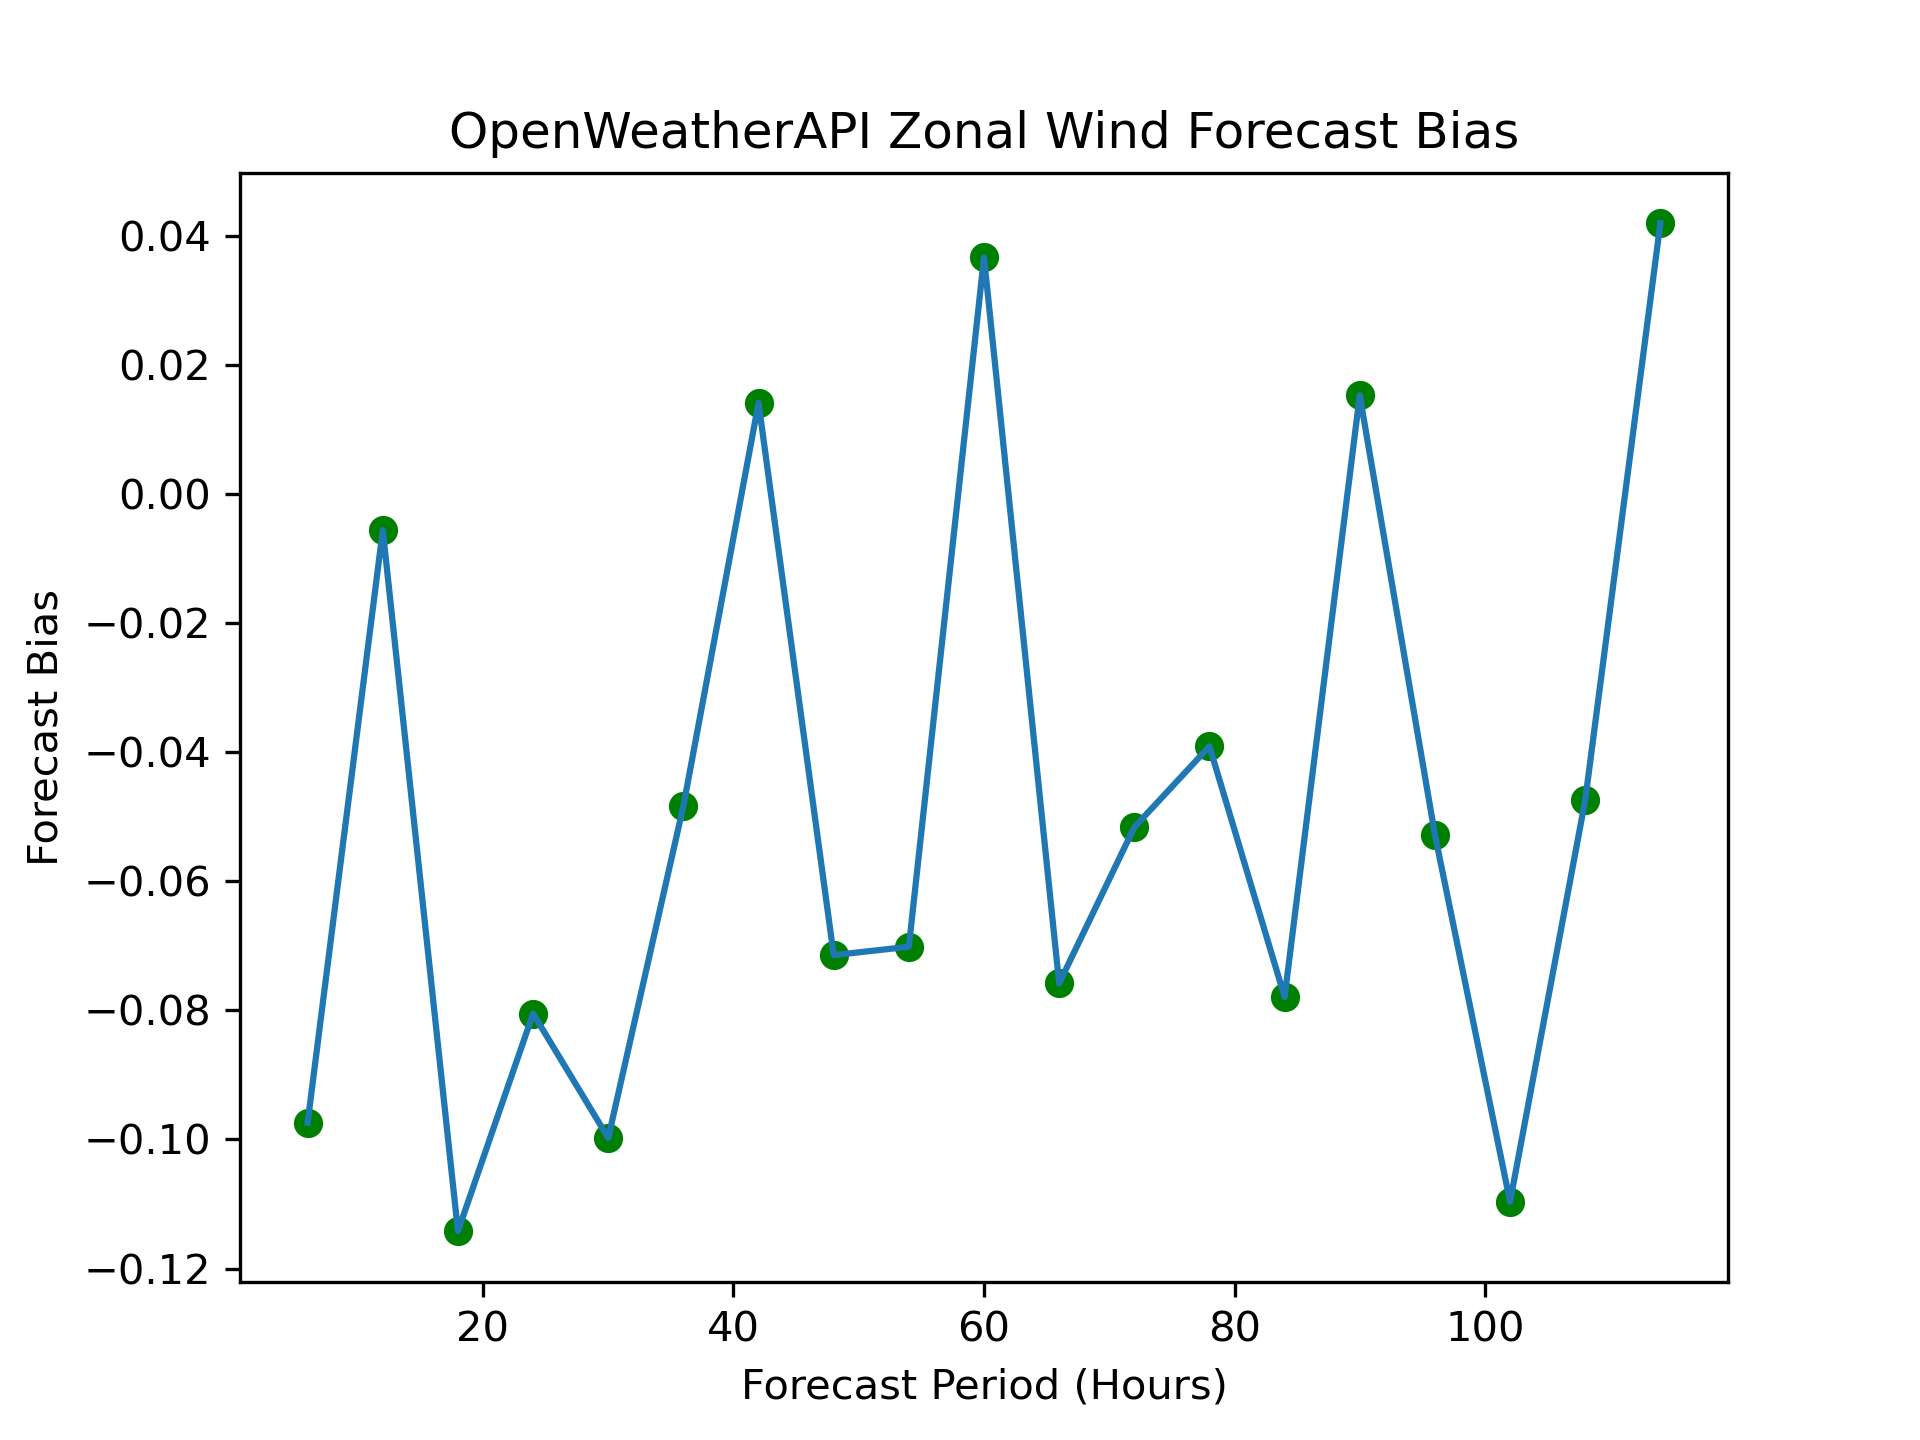 OpenWeatherAPI Zonal Wind Forecast Bias
0.04
0.02
0.00
−0.02
−0.04
−0.06
−0.08
−0.10
−0.12
Forecast Bias
20 40 60 80 100
Forecast Period (Hours)